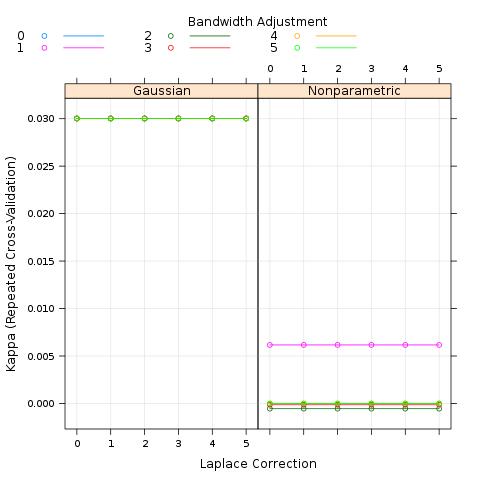 Bandwidth Adjustment
0 2 4
1 3 5
0 1 2 3 4 5
Gaussian Nonparametric
0.030
0.025
0.020
0.015
0.010
0.005
0.000
Kappa (Repeated Cross-Validation)
0 1 2 3 4 5
Laplace Correction